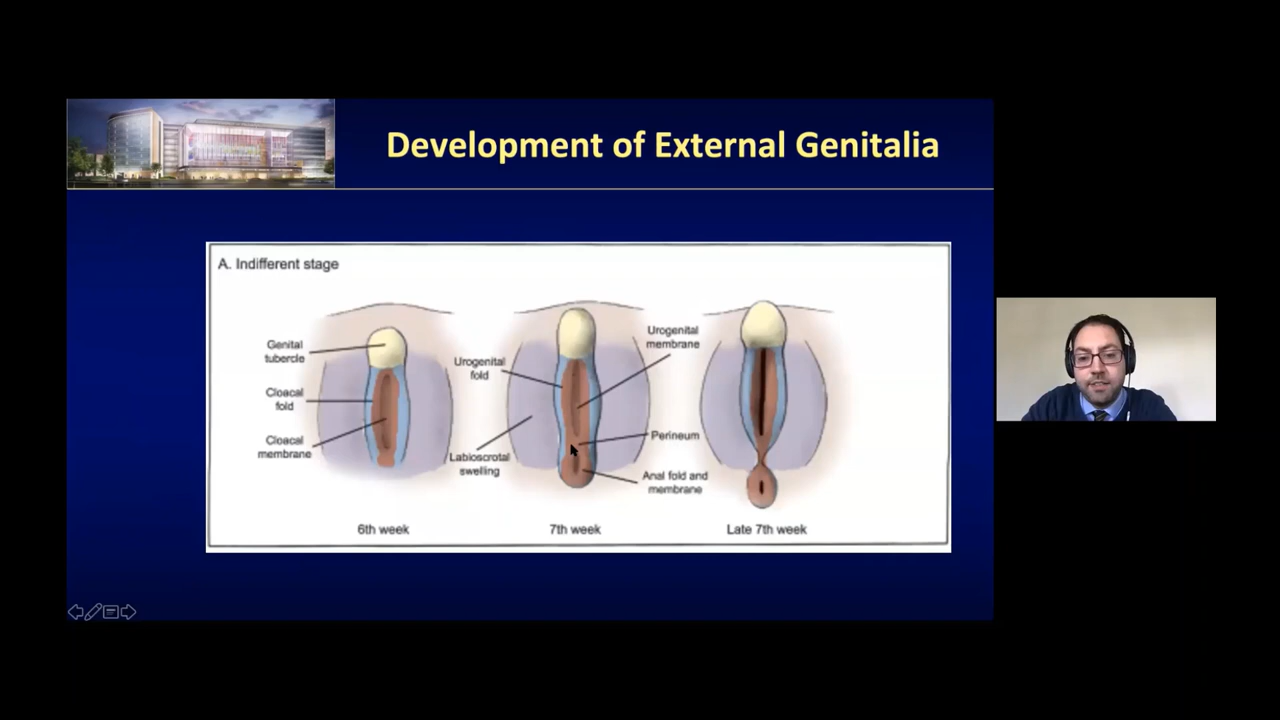 Development of External Genitalia
A. Indifferent stage
Genital
tubercle
Cloacal
fold
Cloacal
membrane
Urogenital
fold
Labioscrotal
swelling
Urogenital
membrane
Perineum
Anal fold and
membrane
6th week
7th week
Late 7th week